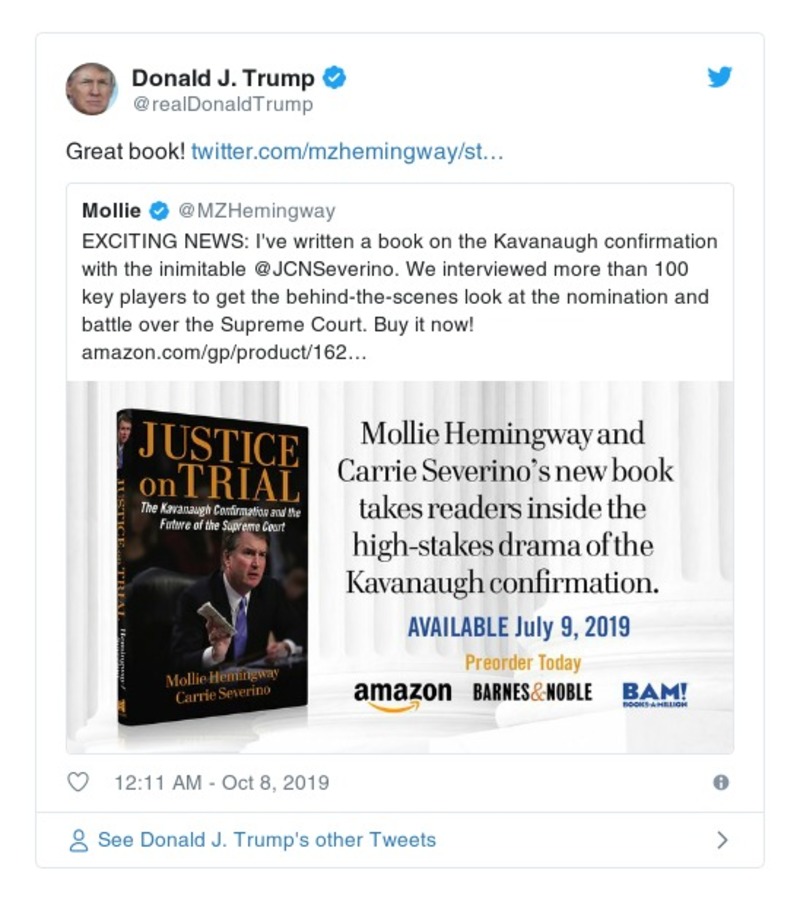 Donald J. Trump
@realDonaldTrump
Great book! twitter.com/mzhemingway/st…
Mollie @MZHemingway
EXCITING NEWS: I've written a book on the Kavanaugh confirmation
with the inimitable @JCNSeverino. We interviewed more than 100
key players to get the behind-the-scenes look at the nomination and
battle over the Supreme Court. Buy it now!
amazon.com/gp/product/162…
JUSTICE
on TRIAL
The Kavanaugh Confirmation and the
Future of the Supreme Court
Mollie Hemingway
Carrie Severino
JUSTICE on TRIAL
Mollie Hemingway and
Carrie Severino's new book
takes readers inside the
high-stakes drama of the
Kavanaugh confirmation.
AVAILABLE July 9, 2019
Preorder Today
amazon BARNES&NOBLE BAM!
BOOKS-A-MILLION
12:11 AM - Oct 8, 2019
See Donald J. Trump's other Tweets